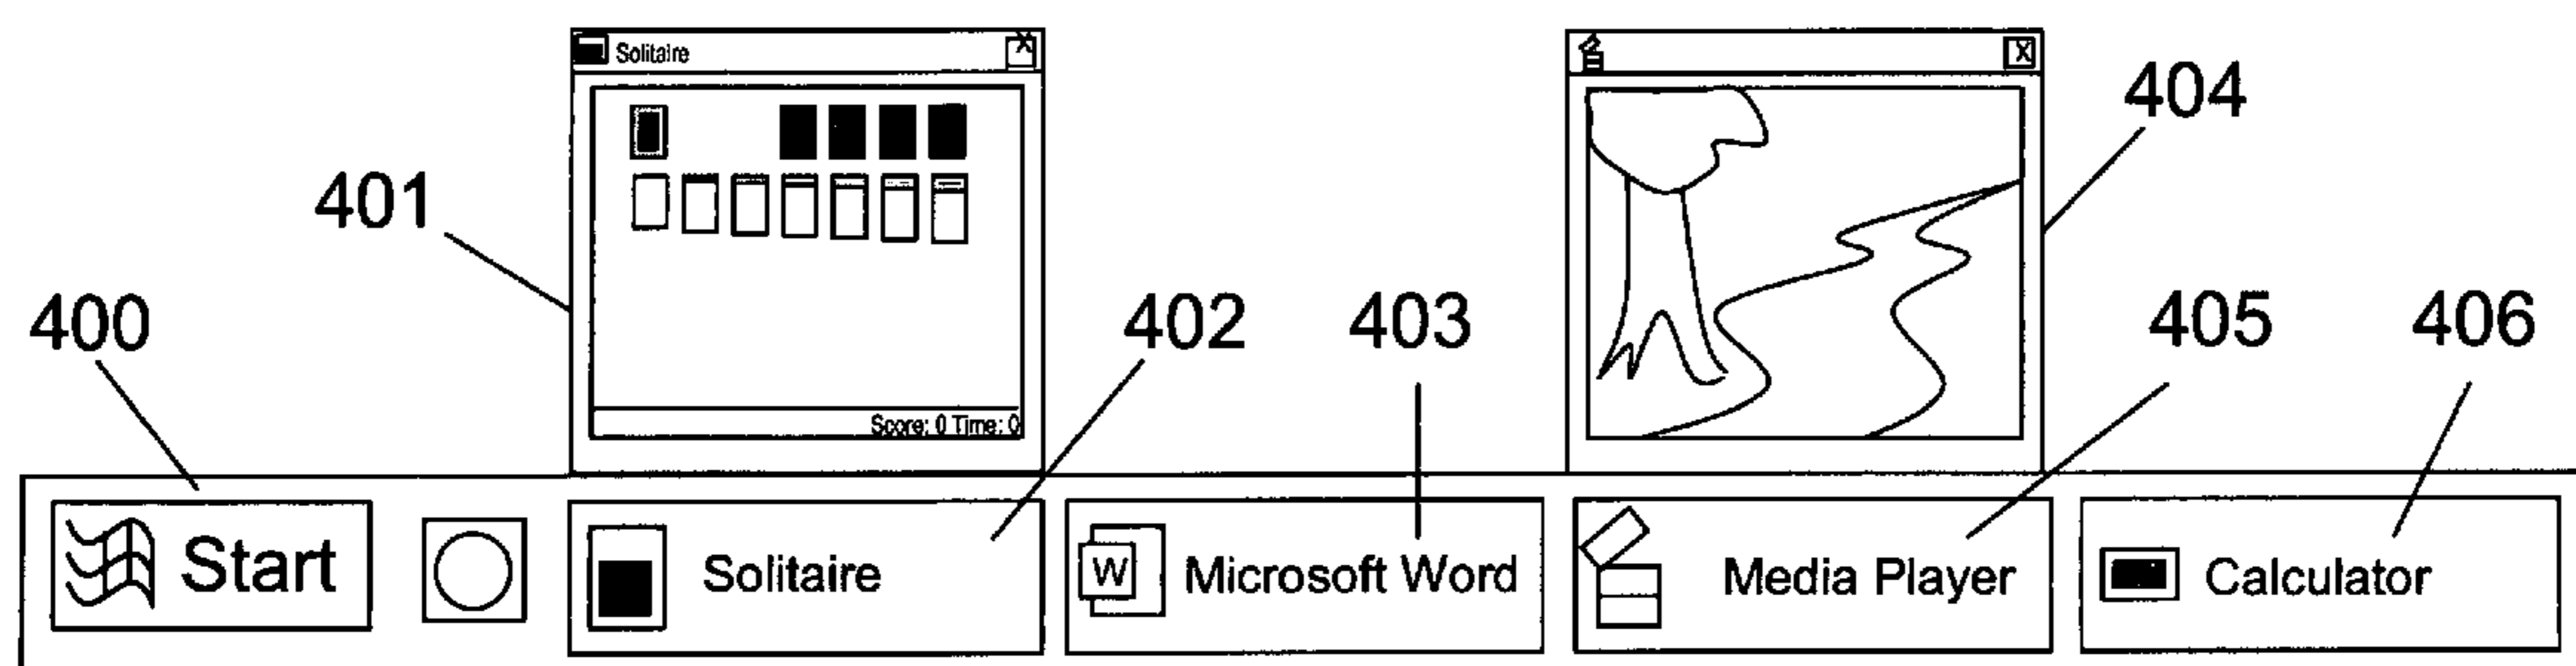 Solitaire X
X
404
401
Score: 0 Time: 0
400
402
403
405
406
Start
Solitaire
W
Microsoft Word
Media Player
Calculator